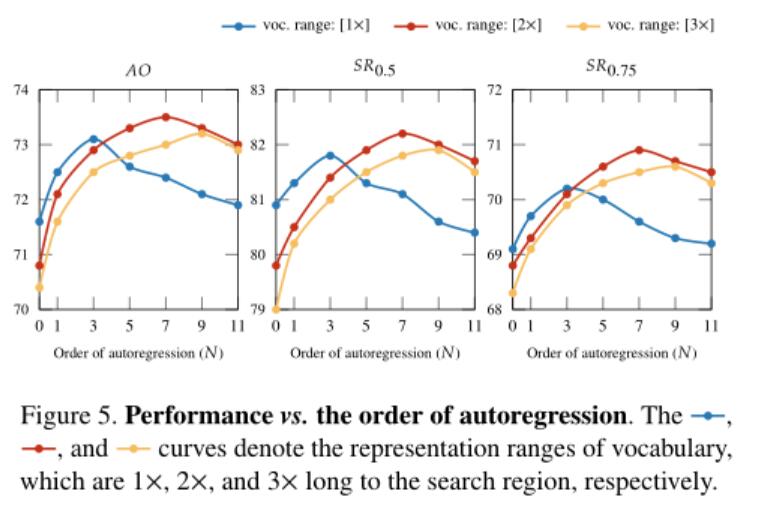 voc. range: [1×] voc. range: [2×] voc. range: [3×]
AO SR0.5 SR0.75
74 83 72
73 82 71
72 81 70
71 80 69
70 79 68
0 1 3 5 7 9 11 0 1 3 5 7 9 11 0 1 3 5 7 9 11
Order of autoregression (N) Order of autoregression (N) Order of autoregression (N)
Figure 5. Performance vs. the order of autoregression. The ,
, and curves denote the representation ranges of vocabulary,
which are 1×, 2×, and 3× long to the search region, respectively.